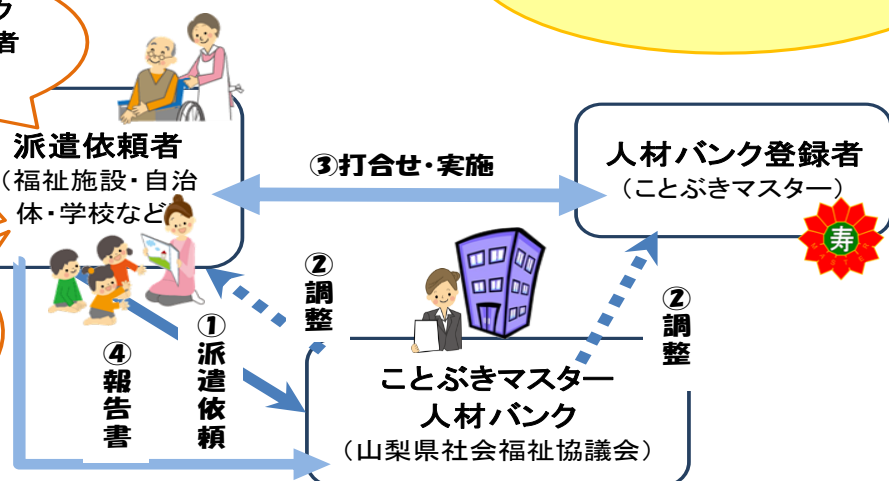 ク
者
派遣依頼者
（福祉施設・自治
体・学校など
③打合せ・実施
人材バンク登録者
（ことぶきマスター）
寿
②調整
②調整
①派遣依頼
④報告書
ことぶきマスター
人材バンク
（山梨県社会福祉協議会）